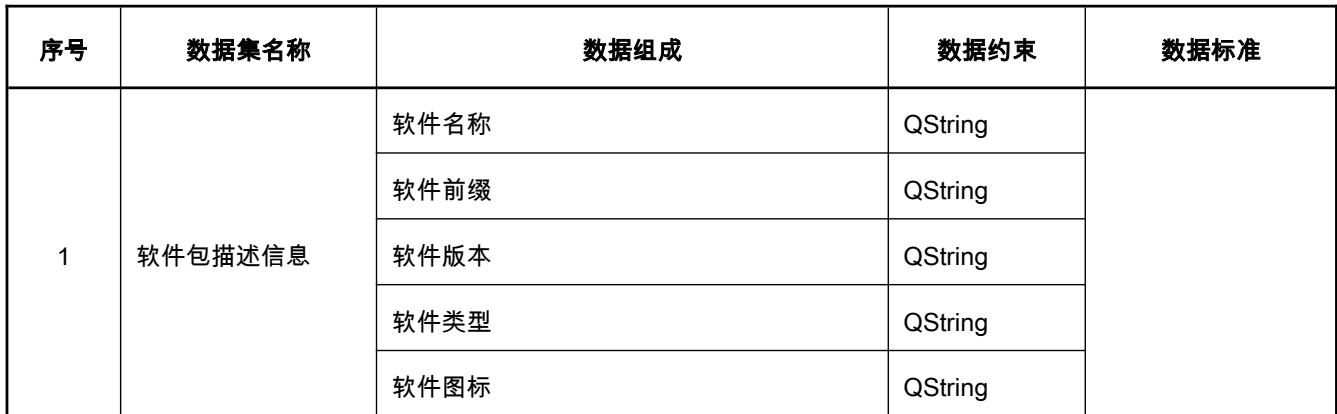 序号 数据集名称 数据组成 数据约束 数据标准
软件名称 QString
软件前缀 QString
1 软件包描述信息 软件版本 QString
软件类型 QString
软件图标 QString